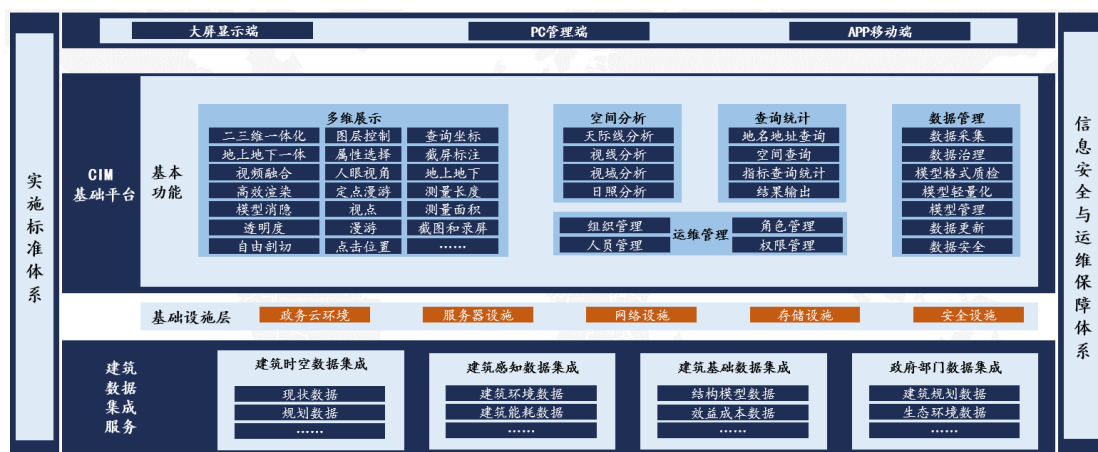 大屏显示端
PC管理端
APP移动端
实施标准体系
信息安全与运维保障体系
CIM
基础平台
基本
功能
多维展示
二三维一体化 图层控制 查询坐标
地上地下一体 属性选择 截屏标注
视频融合 人眼视角 地上地下
高效渲染 定点漫游 测量长度
模型消隐 视点 测量面积
透明度 漫游 截图和录屏
自由剖切 点击位置 ……
空间分析
天际线分析
视线分析
视域分析
日照分析
查询统计
地名地址查询
空间查询
指标查询统计
结果输出
组织管理 运维管理 角色管理
人员管理 权限管理
数据管理
数据采集
数据治理
模型格式质检
模型轻量化
模型管理
数据更新
数据安全
基础设施层 政务云环境 服务器设施 网络设施 存储设施 安全设施
建筑
数据
集成
服务
建筑时空数据集成
现状数据
规划数据
……
建筑感知数据集成
建筑环境数据
建筑能耗数据
……
建筑基础数据集成
结构模型数据
效益成本数据
……
政府部门数据集成
建筑规划数据
生态环境数据
……